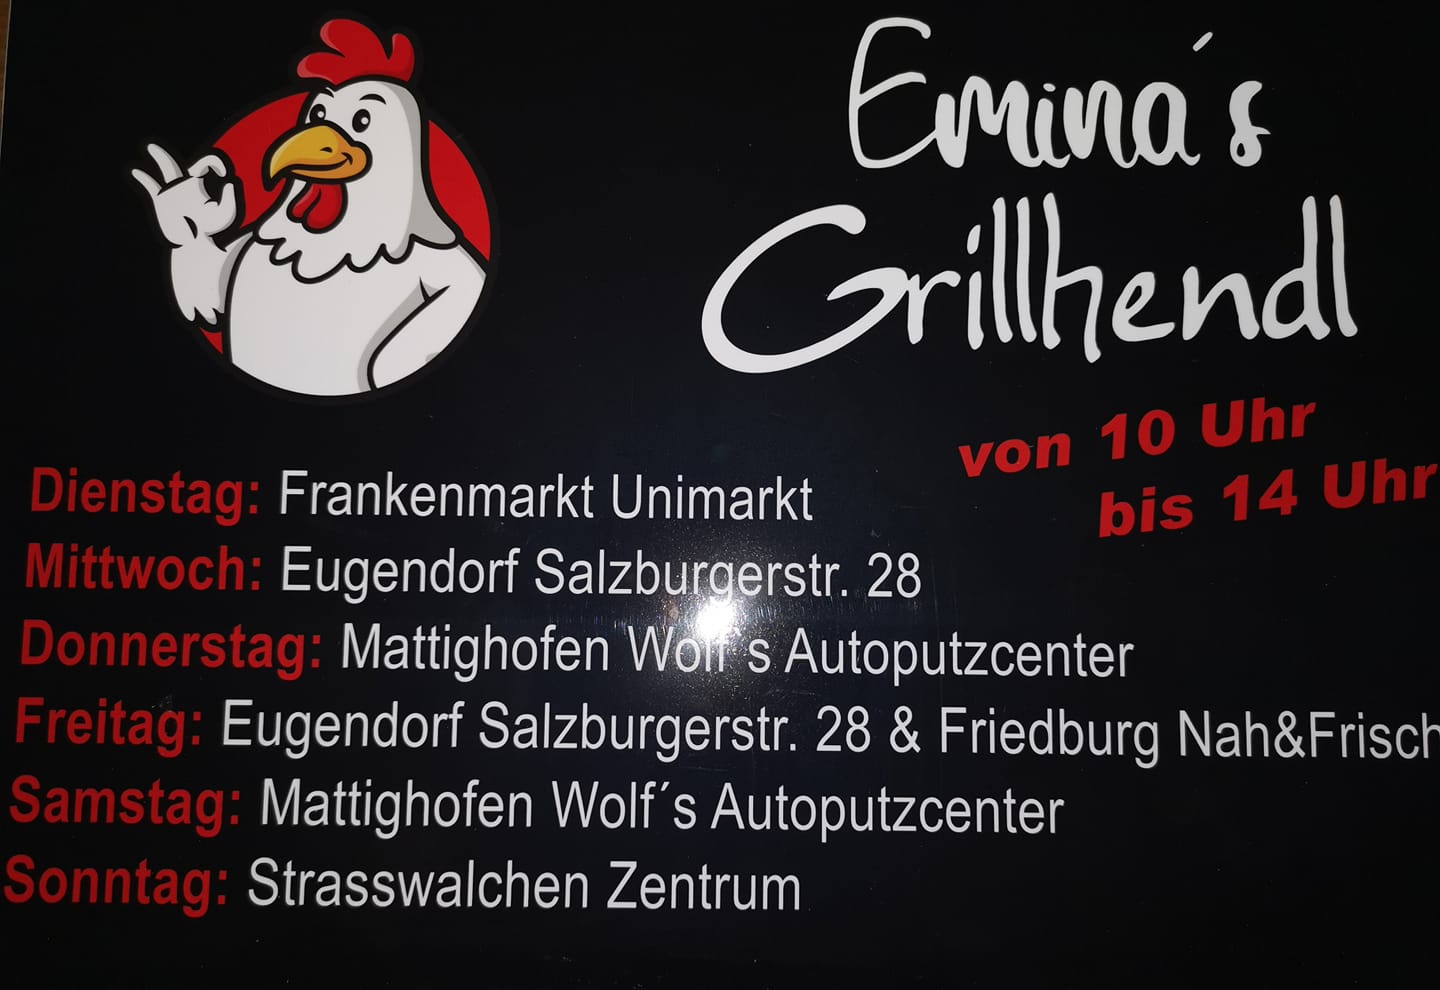 Emina´s
Grillhendl
von 10 Uhr
bis 14 Uhr
Dienstag: Frankenmarkt Unimarkt
Mittwoch: Eugendorf Salzburgerstr. 28
Donnerstag: Mattighofen Wolf´s Autoputzcenter
Freitag: Eugendorf Salzburgerstr. 28 & Friedburg Nah&Frisch
Samstag: Mattighofen Wolf´s Autoputzcenter
Sonntag: Strasswalchen Zentrum